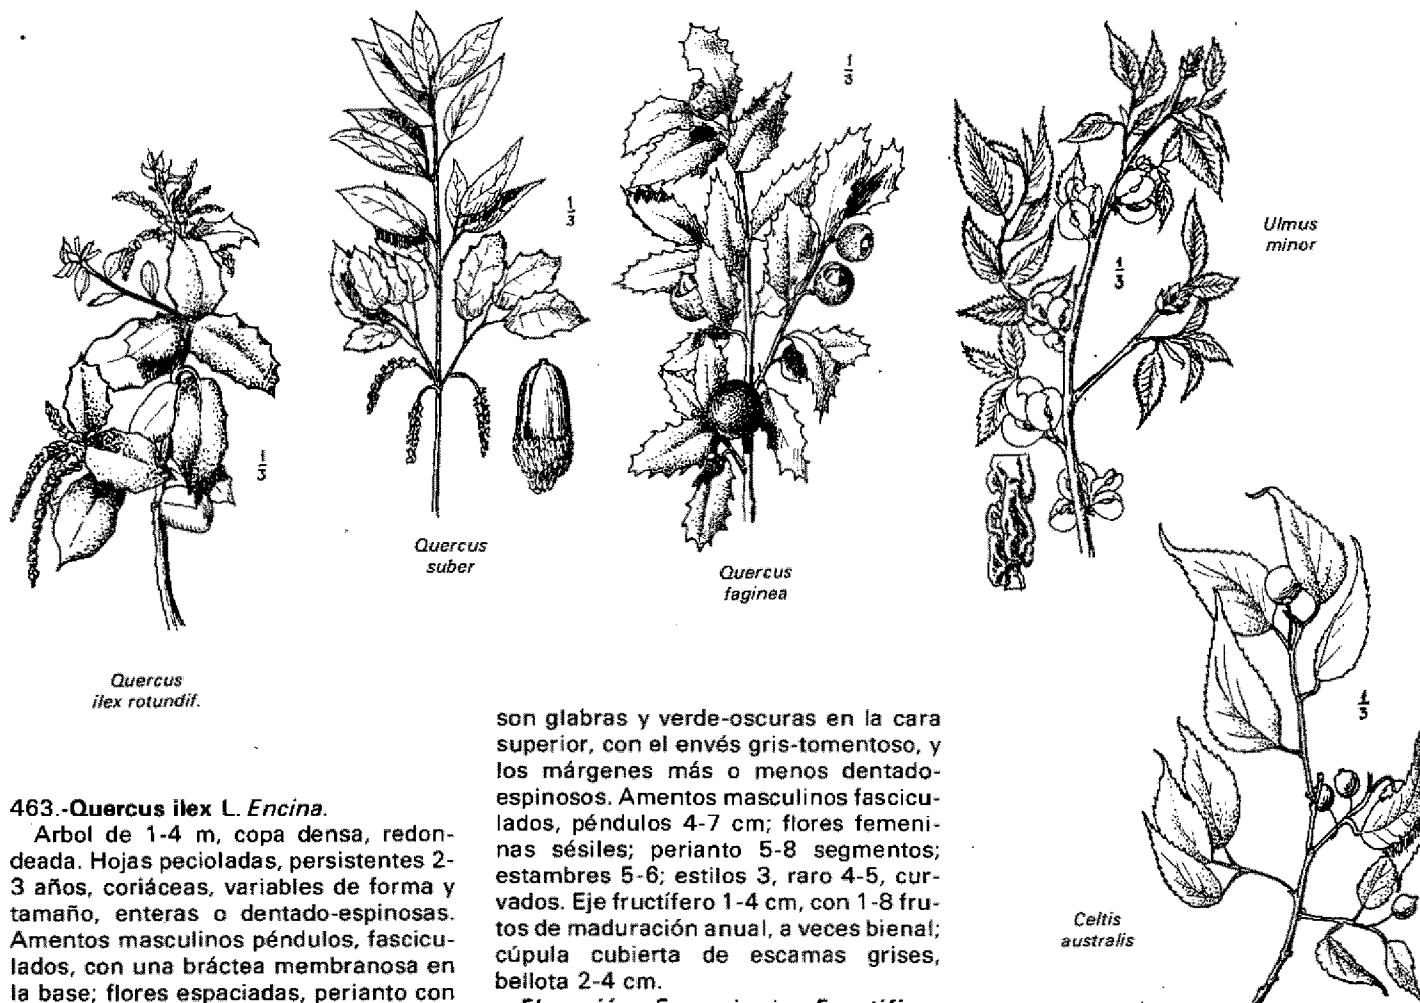 1/3
1/3
Ulmus
minor
1/3
1/3
Quercus
suber
Quercus
faginea
Quercus
ilex rotundif.
1/3
463.-Quercus ilex L. Encina.
Arbol de 1-4 m, copa densa, redon-
deada. Hojas pecioladas, persistentes 2-
3 años, coriáceas, variables de forma y
tamaño, enteras o dentado-espinosas.
Amentos masculinos péndulos, fascicu-
lados, con una bráctea membranosa en
la base; flores espaciadas, perianto con
son glabras y verde-oscuras en la cara
superior, con el envés gris-tomentoso, y
los márgenes más o menos dentado-
espinosos. Amentos masculinos fascicu-
lados, péndulos 4-7 cm; flores femeni-
nas sésiles; perianto 5-8 segmentos;
estambres 5-6; estilos 3, raro 4-5, cur-
vados. Eje fructífero 1-4 cm, con 1-8 fru-
tos de maduración anual, a veces bienal;
cúpula cubierta de escamas grises,
bellota 2-4 cm.
Celtis
australis